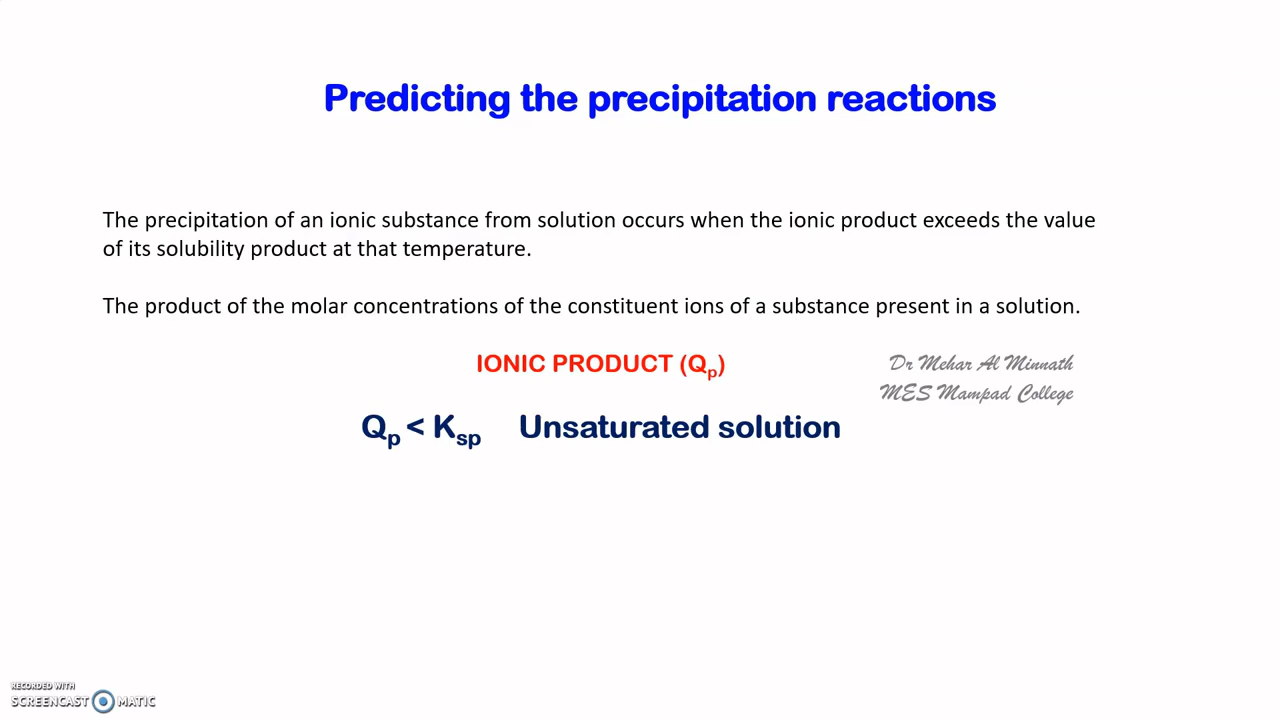 Predicting the precipitation reactions
The precipitation of an ionic substance from solution occurs when the ionic product exceeds the value
of its solubility product at that temperature.
The product of the molar concentrations of the constituent ions of a substance present in a solution.
IONIC PRODUCT (Qp)
Dr Mehar Al Minnath
MES Mampad College
Qp < Ksp Unsaturated solution
RECORDED WITH
SCREENCAST MATIC